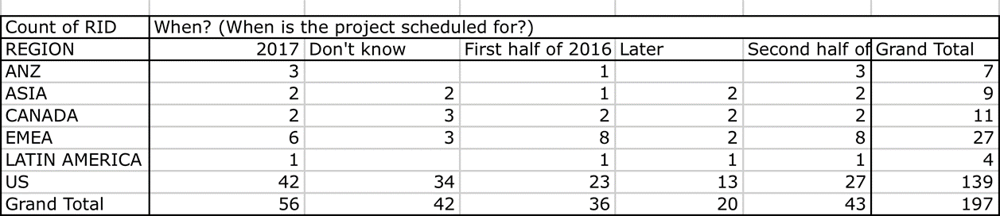 Count of RID When? (When is the project scheduled for?)
REGION 2017 Don't know First half of 2016 Later Second half of Grand Total
ANZ 3 1 3 7
ASIA 2 2 1 2 2 9
CANADA 2 3 2 2 2 11
EMEA 6 3 8 2 8 27
LATIN AMERICA 1 1 1 1 4
US 42 34 23 13 27 139
Grand Total 56 42 36 20 43 197